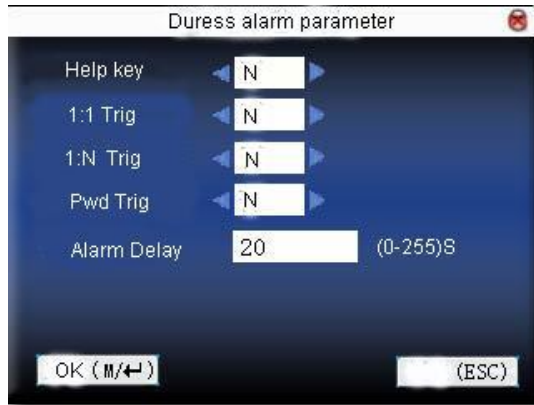 Duress alarm parameter
Help key N
1:1 Trig N
1:N Trig N
Pwd Trig N
Alarm Delay 20 (0-255)S
OK (M/↵) (ESC)